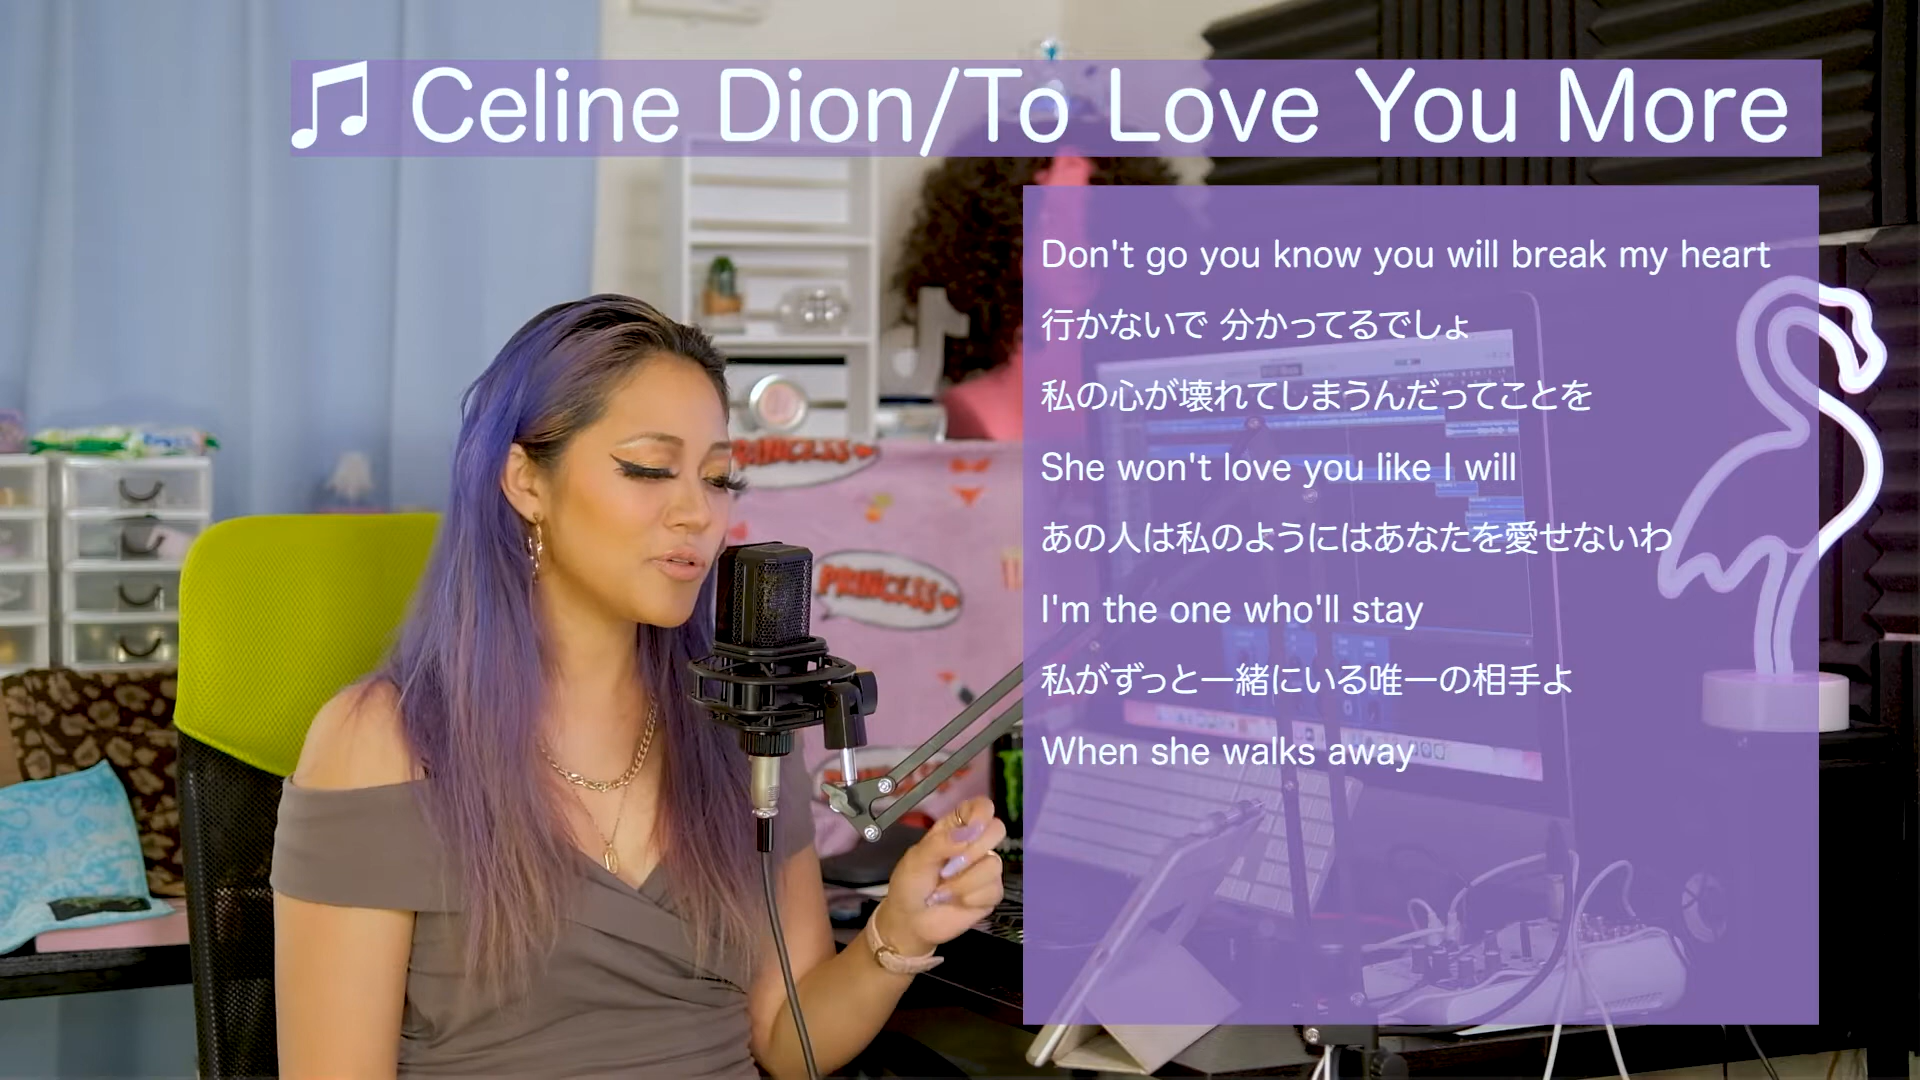 ♫ Celine Dion/To Love You More
Don't go you know you will break my heart
行かないで 分かってるでしょ
私の心が壊れてしまうんだってことを
She won't love you like I will
あの人は私のようにはあなたを愛せないわ
I'm the one who'll stay
私がずっと一緒にいる唯一の相手よ
When she walks away
PRINCESS
PRINCESS